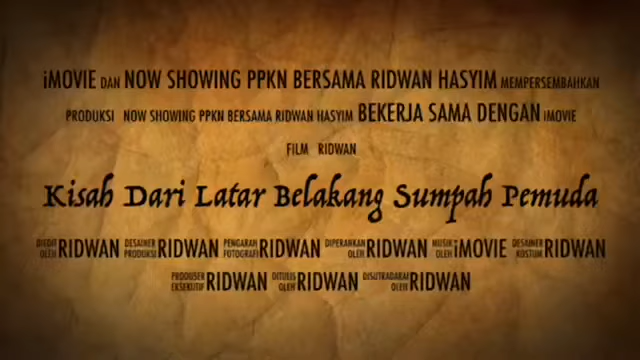 iMOVIE DAN NOW SHOWING PPKN BERSAMA RIDWAN HASYIM MEMPERSEMBAHKAN
PRODUKSI NOW SHOWING PPKN BERSAMA RIDWAN HASYIM BEKERJA SAMA DENGAN IMOVIE
FILM RIDWAN
Kisah Dari Latar Belakang Sumpah Pemuda
DIEDIT OLEH RIDWAN DESAINER PRODUKSI RIDWAN PENGARAH FOTOGRAFI RIDWAN DIPERANKAN OLEH RIDWAN MUSIK OLEH iMOVIE DESAINER KOSTUM RIDWAN
PRODUSER EKSEKUTIF RIDWAN DITULIS OLEH RIDWAN DISUTRADARAI OLEH RIDWAN